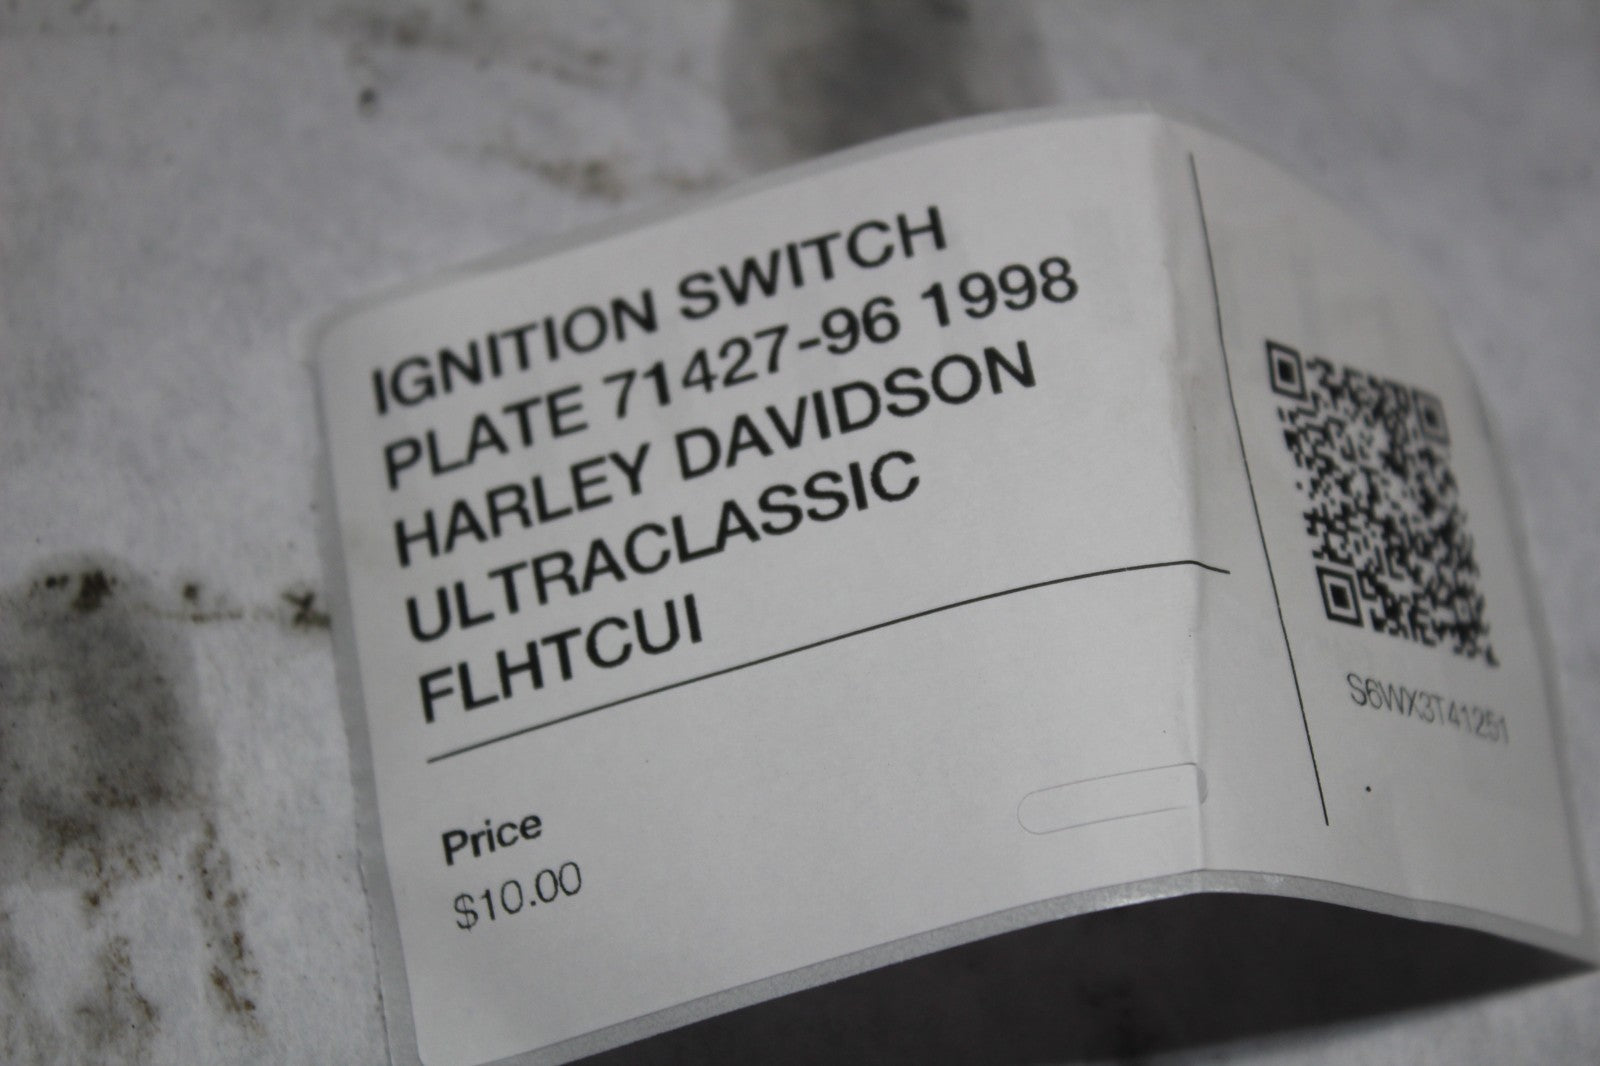 IGNITION SWITCH
PLATE 71427-96 1998
HARLEY DAVIDSON
ULTRACLASSIC
FLHTCUI
Price
$10.00
S6WX3T41251